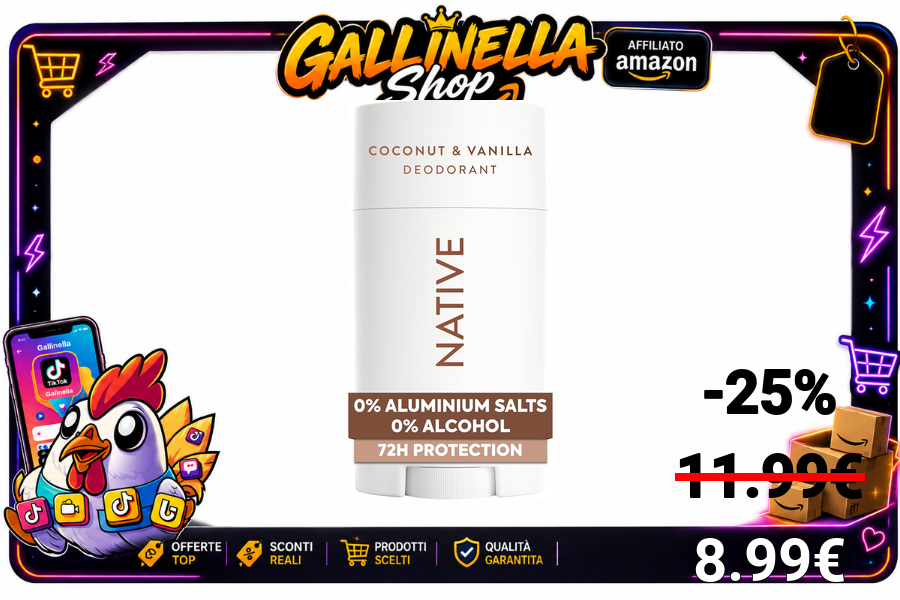 GALLINELLA
Shop
AFFILIATO
amazon
COCONUT & VANILLA
DEODORANT
NATIVE
0% ALUMINIUM SALTS
0% ALCOHOL
72H PROTECTION
Gallinella
TikTok
Gallinella
-25%
11.99€
8.99€
OFFERTE
TOP
SCONTI
REALI
PRODOTTI
SCELTI
QUALITÀ
GARANTITA